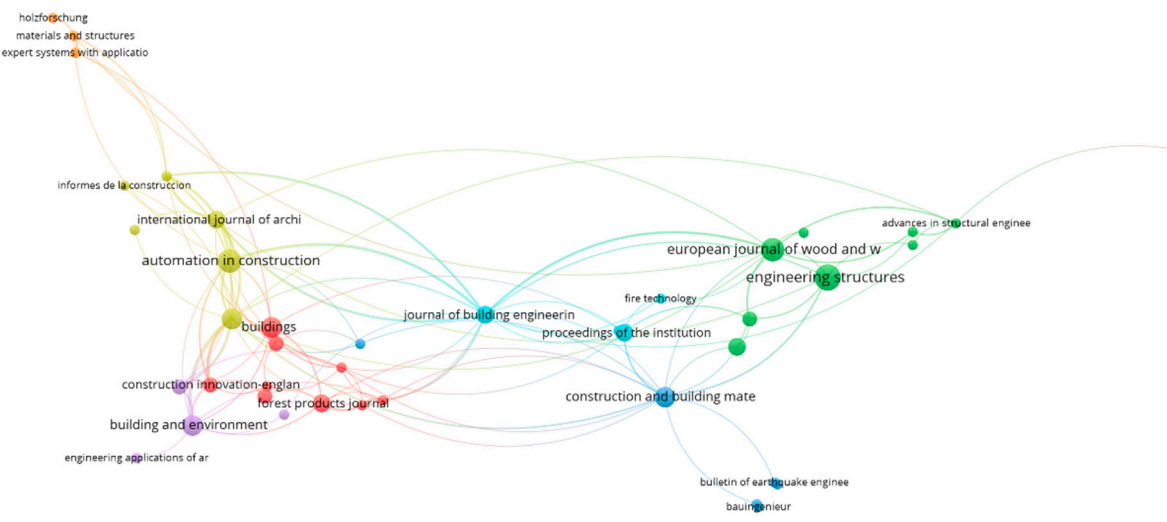 holzforschung
materials and structures
expert systems with applicatio
informes de la construccion
international journal of archi
advances in structural enginee
european journal of wood and w
automation in construction
engineering structures
fire technology
journal of building engineerin
buildings
proceedings of the institution
construction innovation-englan
construction and building mate
forest products journal
building and environment
engineering applications of ar
bulletin of earthquake enginee
bauingenieur